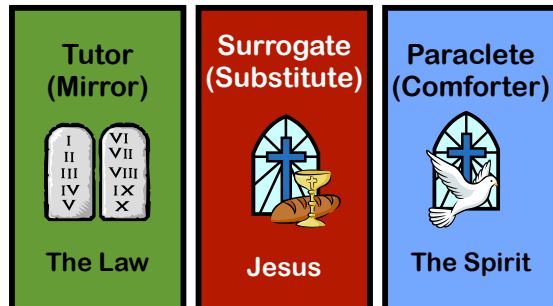 Tutor
(Mirror)
I
II
III
IV
V
VI
VII
VIII
IX
X
The Law
Surrogate
(Substitute)
Jesus
Paraclete
(Comforter)
The Spirit